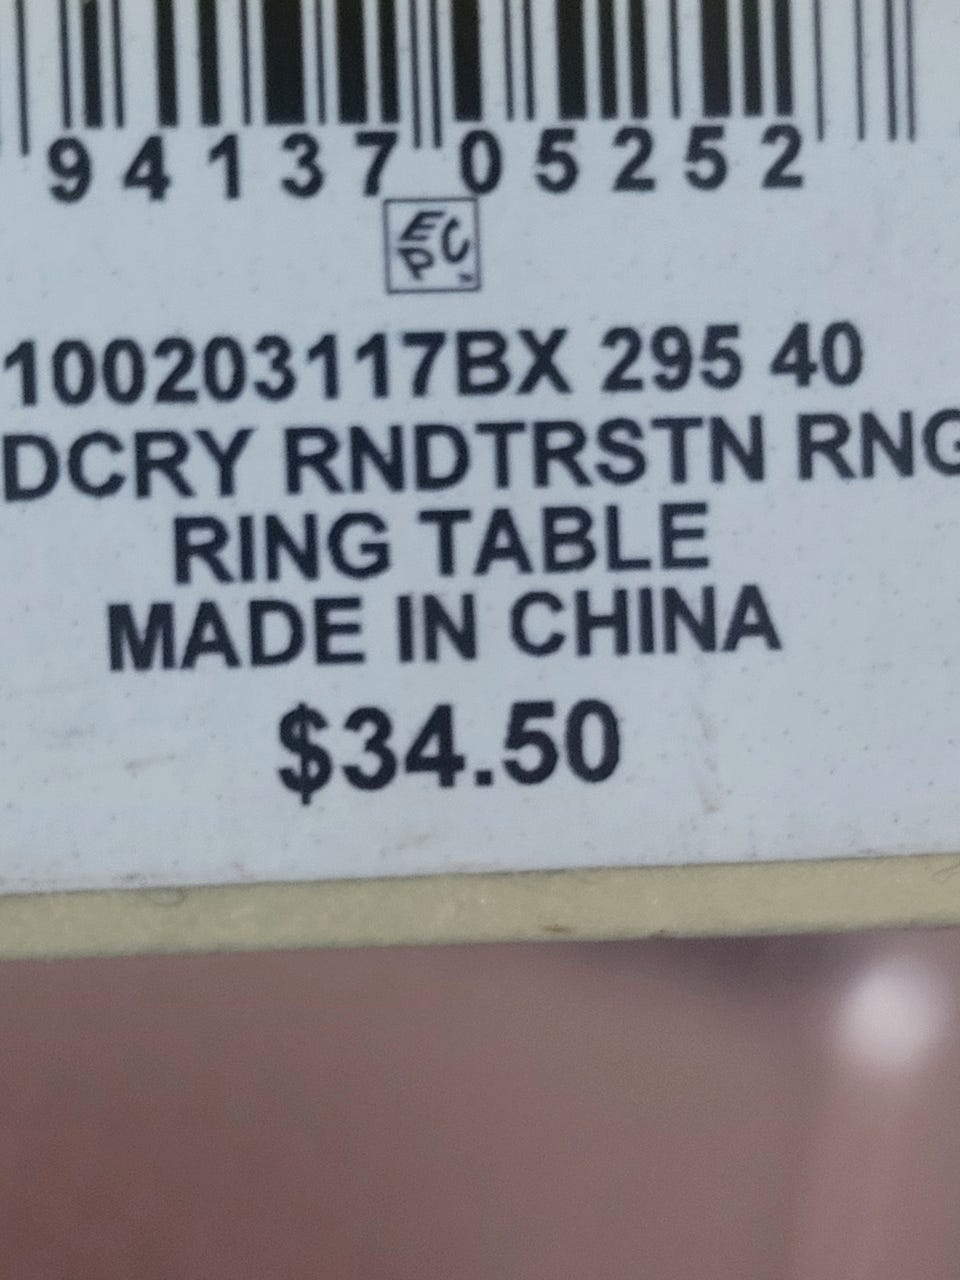 94137 05252
EPC
100203117BX 295 40
DCRY RNDTRSTN RNG
RING TABLE
MADE IN CHINA
$34.50